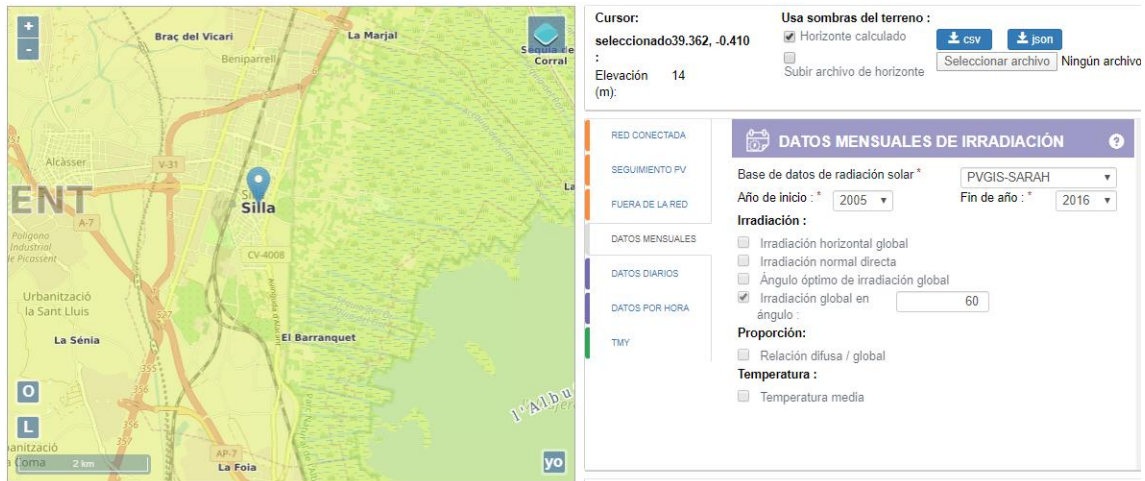 +
-
Braç del Vicari
La Marjal
Beniparrell
Corral
Alcàsser
V-31
ENT
A-7
Polígono
Industrial
de Picassent
Silla
CV-4008
Urbanització
la Sant Lluís
527
La Sénia
El Barranquet
355
356
356
357
AP-7
La Foia
O
L
2 km
yo
Cursor:
seleccionado39.362, -0.410
:
Elevación 14
(m):
Usa sombras del terreno :
Horizonte calculado
csv
json
Subir archivo de horizonte
Seleccionar archivo
Ningún archivo
RED CONECTADA
SEGUIMIENTO PV
FUERA DE LA RED
DATOS MENSUALES
DATOS DIARIOS
DATOS POR HORA
TMY
DATOS MENSUALES DE IRRADIACIÓN
?
Base de datos de radiación solar *
PVGIS-SARAH
Año de inicio : * 2005
Fin de año : * 2016
Irradiación :
Irradiación horizontal global
Irradiación normal directa
Ángulo óptimo de irradiación global
Irradiación global en 60
ángulo :
Proporción:
Relación difusa / global
Temperatura :
Temperatura media